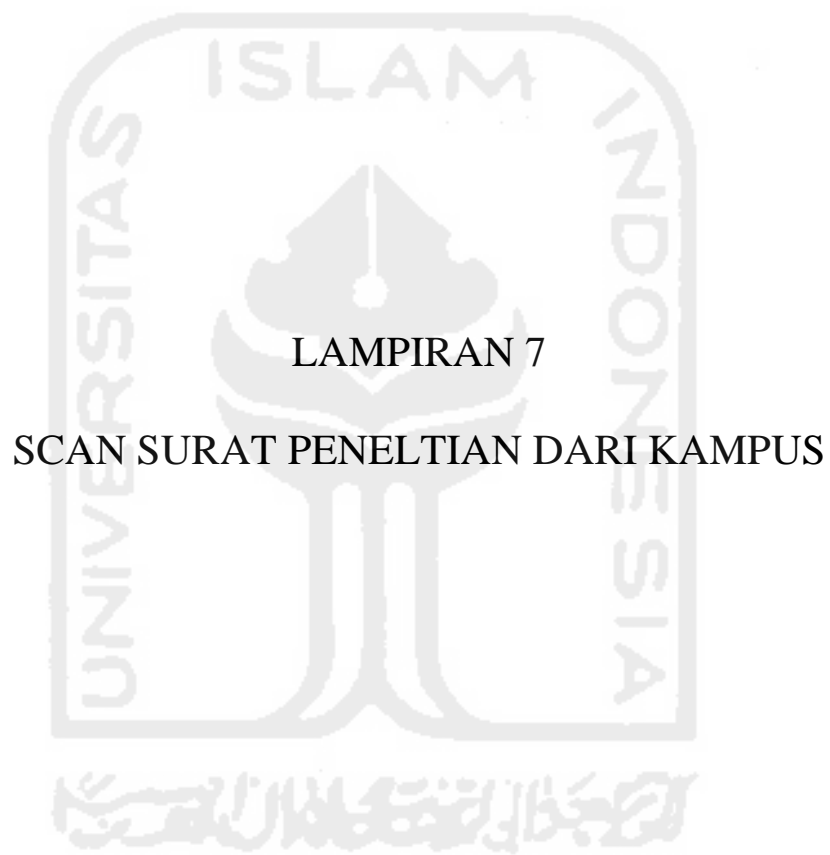 UNIVERSITAS ISLAM INDONESIA
LAMPIRAN 7
SCAN SURAT PENELTIAN DARI KAMPUS